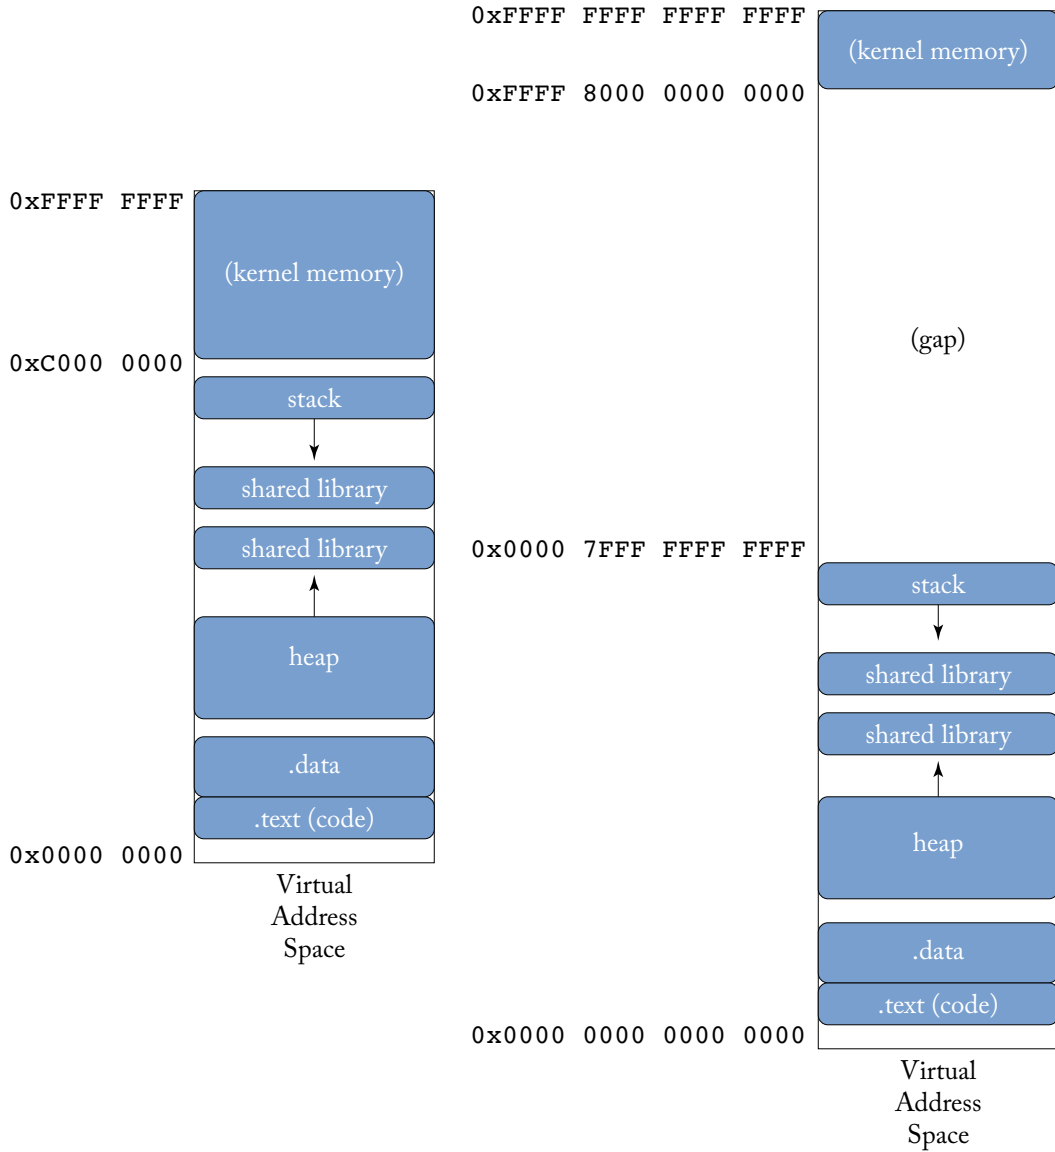 0xFFFF FFFF
(kernel memory)
0xC000 0000
stack
shared library
shared library
heap
.data
.text (code)
0x0000 0000
Virtual
Address
Space
0xFFFF FFFF FFFF FFFF
(kernel memory)
0xFFFF 8000 0000 0000
(gap)
0x0000 7FFF FFFF FFFF
stack
shared library
shared library
heap
.data
.text (code)
0x0000 0000 0000 0000
Virtual
Address
Space